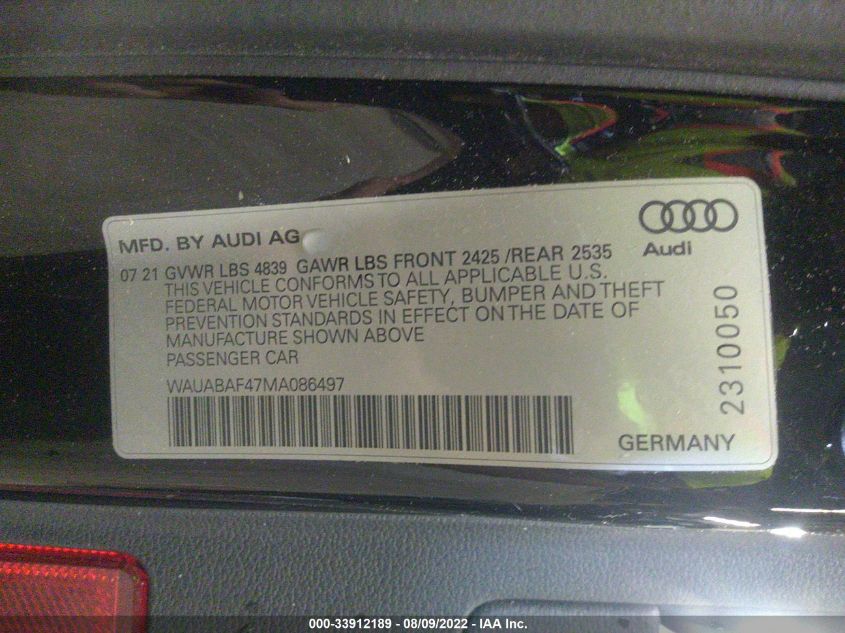 MFD. BY AUDI AG
Audi
07 21 GVWR LBS 4839 GAWR LBS FRONT 2425 /REAR 2535
THIS VEHICLE CONFORMS TO ALL APPLICABLE U.S.
FEDERAL MOTOR VEHICLE SAFETY, BUMPER AND THEFT
PREVENTION STANDARDS IN EFFECT ON THE DATE OF
MANUFACTURE SHOWN ABOVE
PASSENGER CAR
WAUABAF47MA086497
GERMANY
2310050
000-33912189 - 08/09/2022 - IAA Inc.